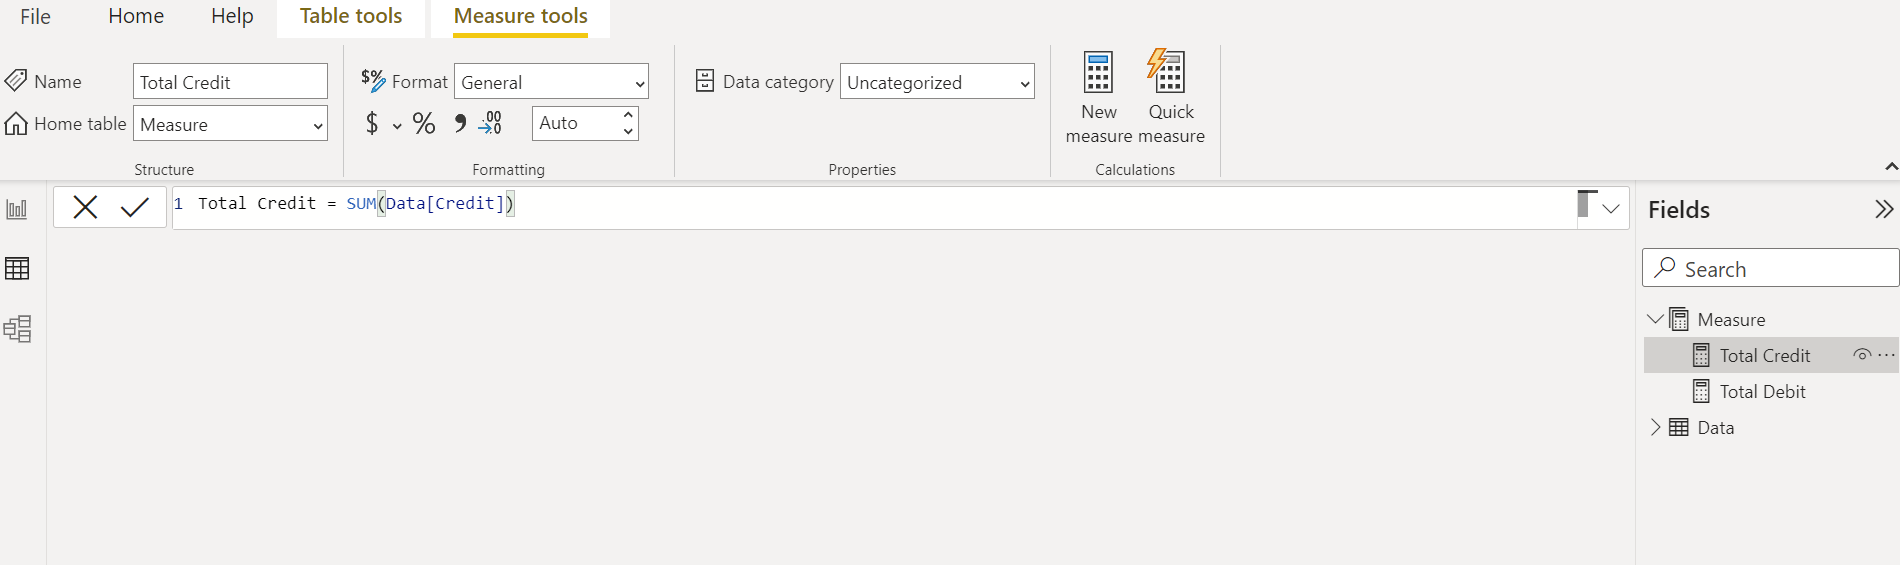 File Home Help Table tools Measure tools
Name Total Credit
Home table Measure
Structure
$% Format General
$ % , .00 .0 Auto
Formatting
Data category Uncategorized
Properties
New measure
Quick measure
Calculations
1 Total Credit = SUM(Data[Credit])
Fields
Search
Measure
Total Credit ...
Total Debit
Data